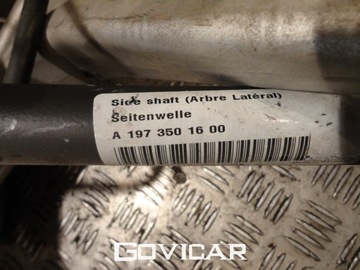 Side shaft (Arbre Latéral)
Seitenwelle
A 197 350 16 00
GOVICAR